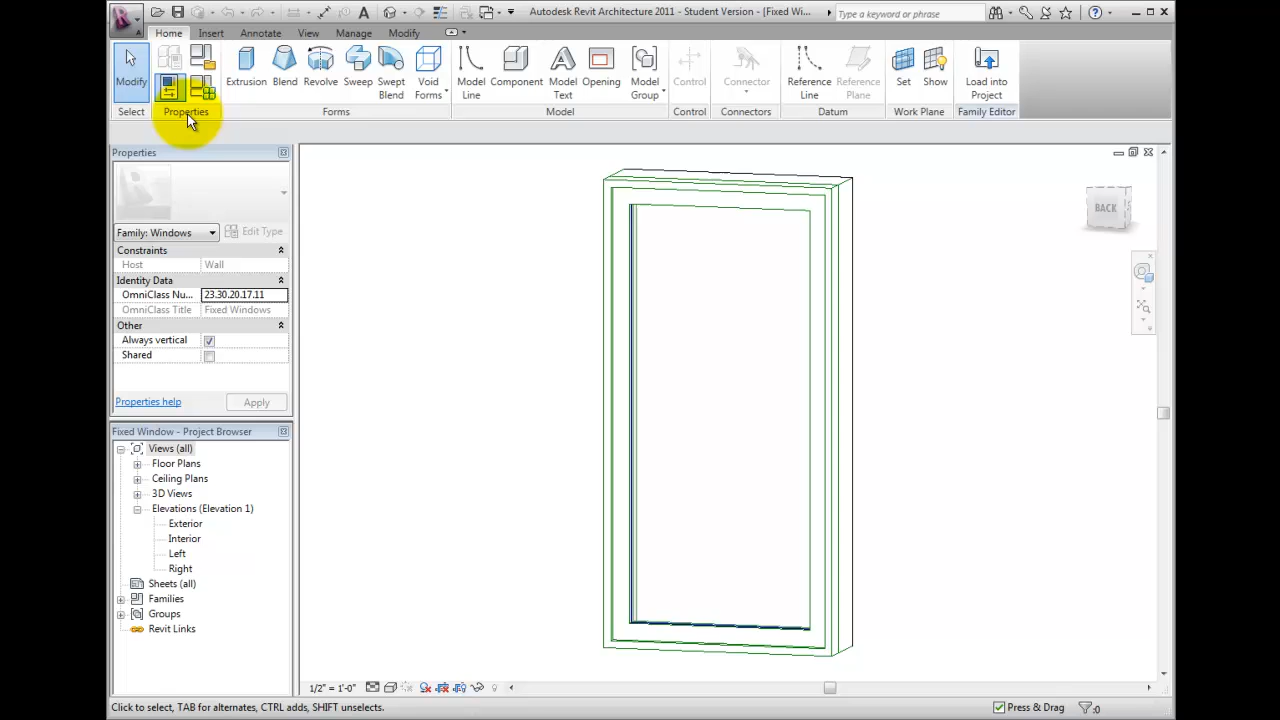 Autodesk Revit Architecture 2011 - Student Version - [Fixed Wi...
Type a keyword or phrase
Home Insert Annotate View Manage Modify
Modify
Extrusion Blend Revolve Sweep Swept Blend Void Forms
Model Line Component Model Text Opening Model Group
Control Connector
Reference Line Reference Plane
Set Show
Load into Project
Select Properties Forms Model Control Connectors Datum Work Plane Family Editor
Properties
Family: Windows Edit Type
Constraints
Host Wall
Identity Data
OmniClass Nu... 23.30.20.17.11
OmniClass Title Fixed Windows
Other
Always vertical
Shared
Properties help Apply
Fixed Window - Project Browser
Views (all)
Floor Plans
Ceiling Plans
3D Views
Elevations (Elevation 1)
Exterior
Interior
Left
Right
Sheets (all)
Families
Groups
Revit Links
BACK
1/2" = 1'-0"
Click to select, TAB for alternates, CTRL adds, SHIFT unselects.
Press & Drag
:0